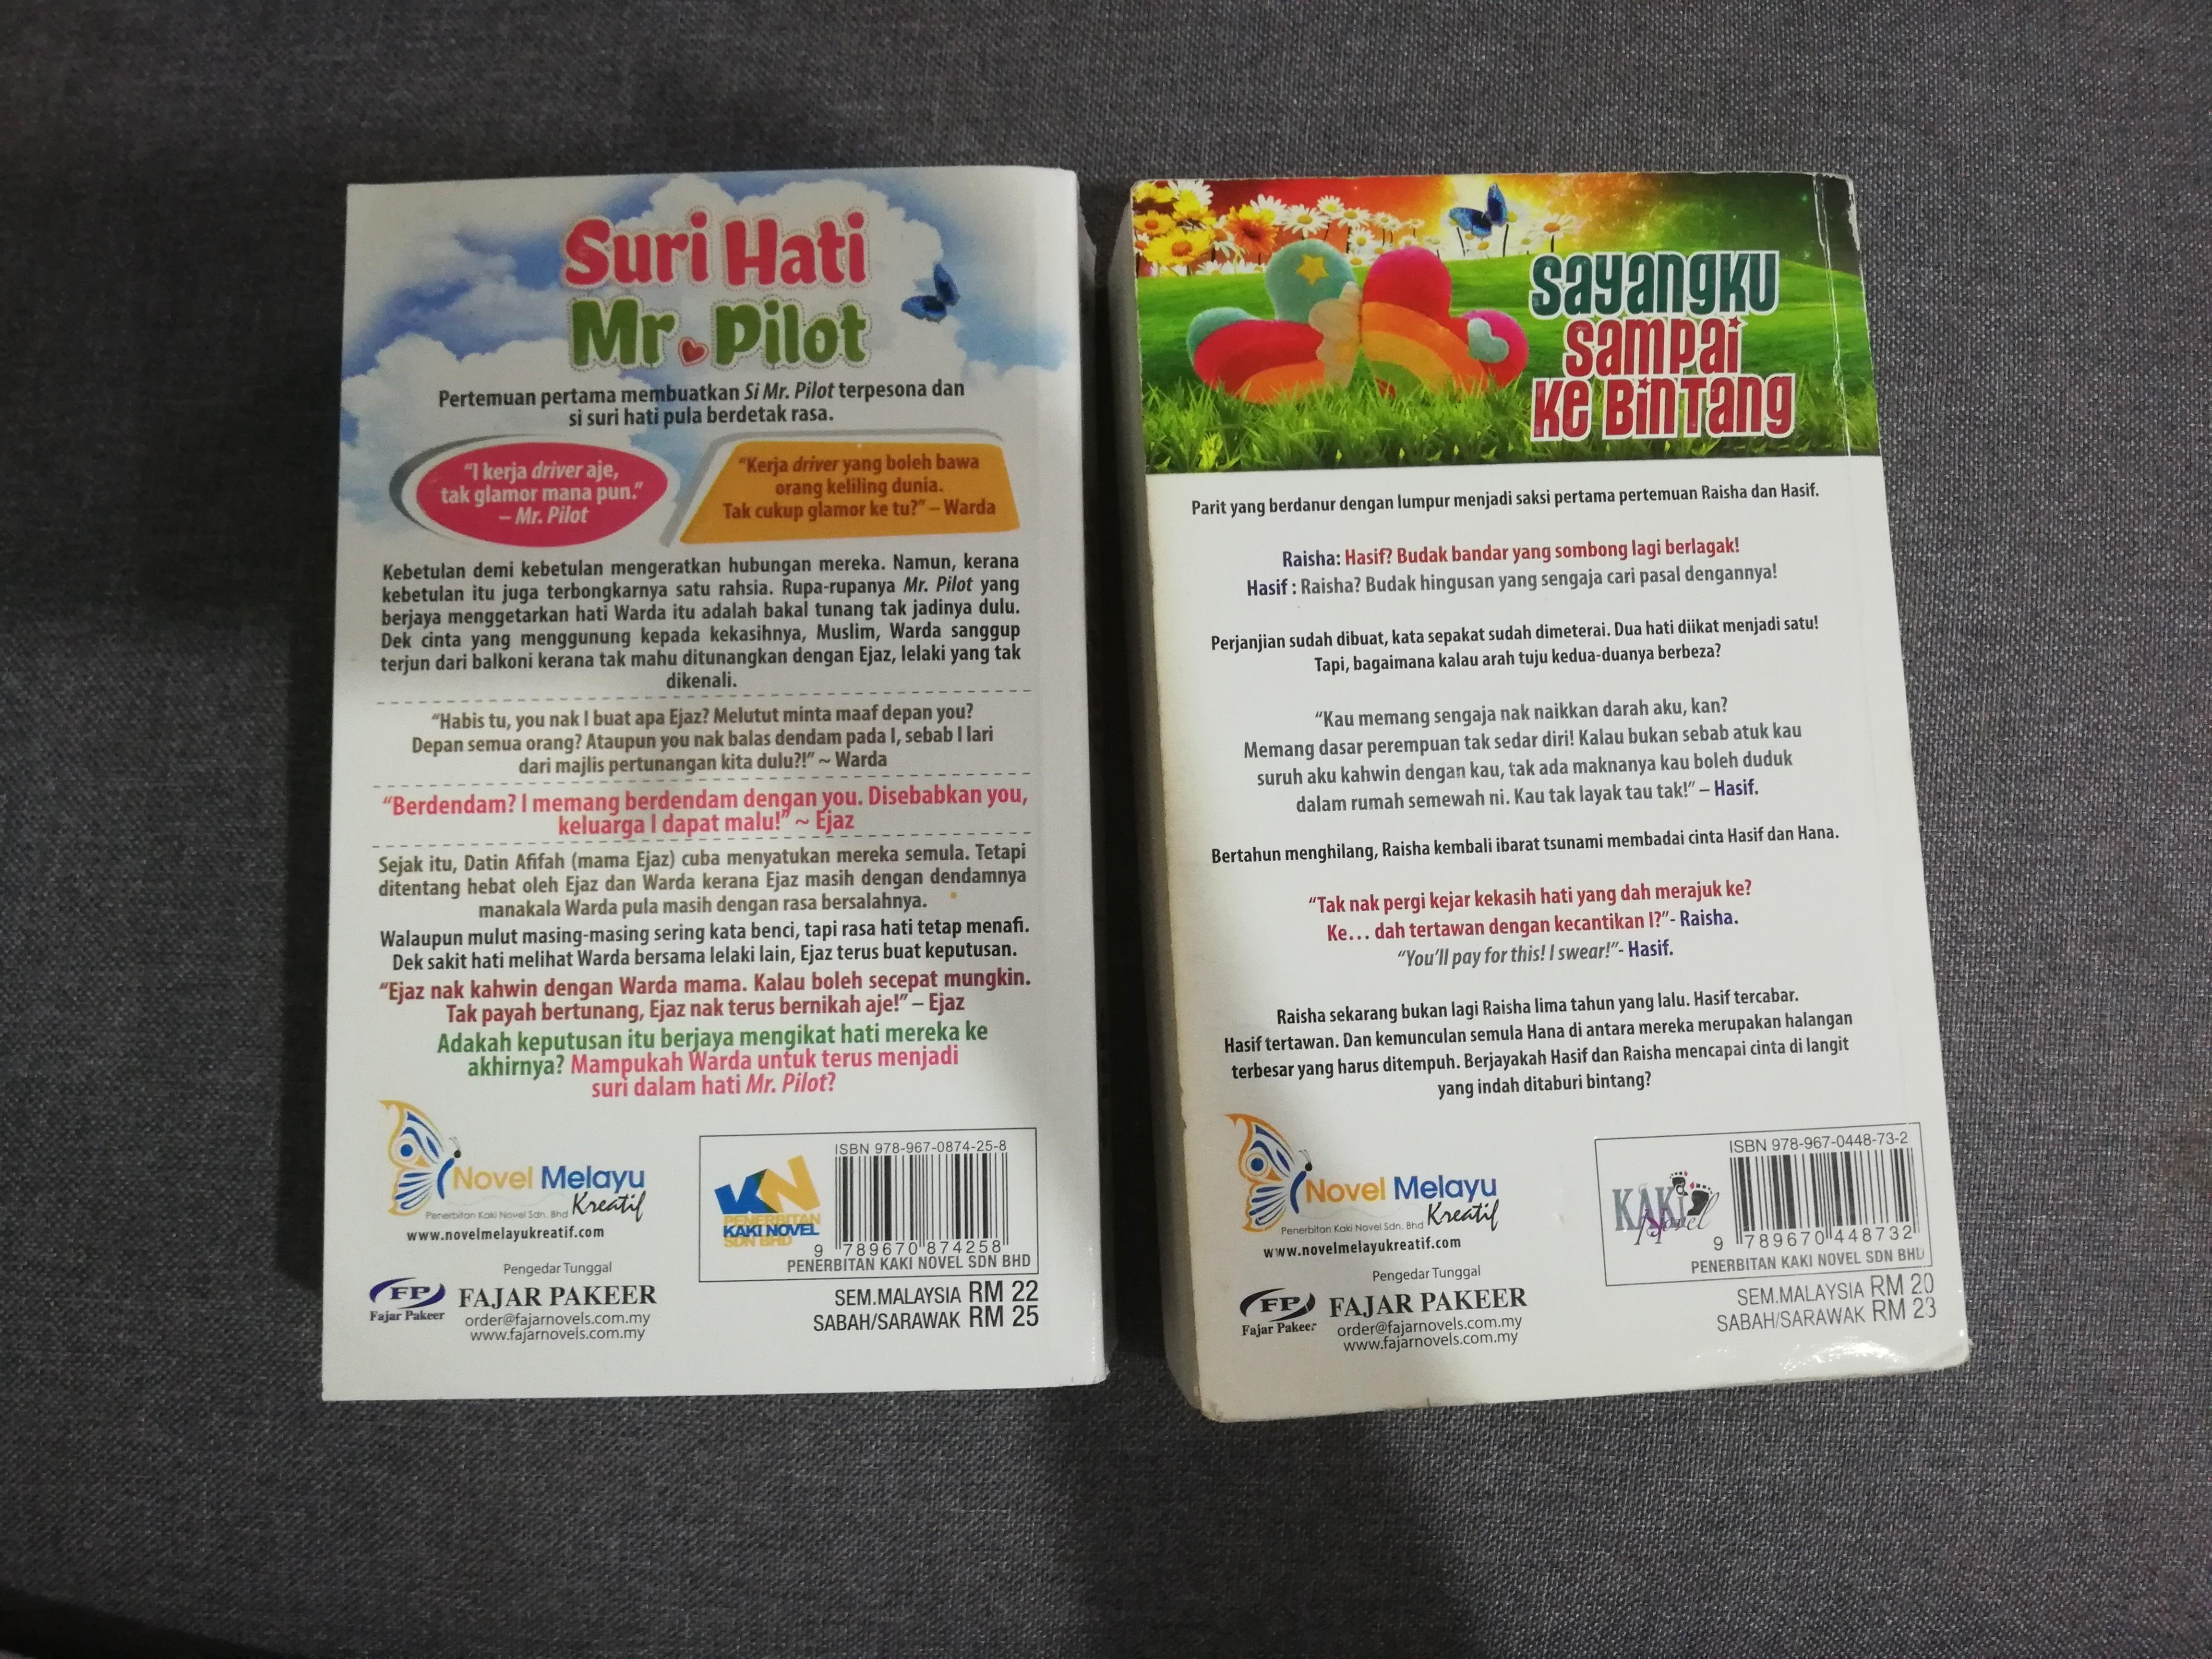 Suri Hati
Mr. Pilot
Pertemuan pertama membuatkan Si Mr. Pilot terpesona dan
si suri hati pula berdetak rasa.
“I kerja driver aje,
tak glamor mana pun.”
– Mr. Pilot
“Kerja driver yang boleh bawa
orang keliling dunia.
Tak cukup glamor ke tu?” – Warda
Kebetulan demi kebetulan mengeratkan hubungan mereka. Namun, kerana
kebetulan itu juga terbongkarnya satu rahsia. Rupa-rupanya Mr. Pilot yang
berjaya menggetarkan hati Warda itu adalah bakal tunang tak jadinya dulu.
Dek cinta yang menggunung kepada kekasihnya, Muslim, Warda sanggup
terjun dari balkoni kerana tak mahu ditunangkan dengan Ejaz, lelaki yang tak
dikenali.
“Habis tu, you nak I buat apa Ejaz? Melutut minta maaf depan you?
Depan semua orang? Ataupun you nak balas dendam pada I, sebab I lari
dari majlis pertunangan kita dulu?!” ~ Warda
“Berdendam? I memang berdendam dengan you. Disebabkan you,
keluarga I dapat malu!” ~ Ejaz
Sejak itu, Datin Afifah (mama Ejaz) cuba menyatukan mereka semula. Tetapi
ditentang hebat oleh Ejaz dan Warda kerana Ejaz masih dengan dendamnya
manakala Warda pula masih dengan rasa bersalahnya.
Walaupun mulut masing-masing sering kata benci, tapi rasa hati tetap menafi.
Dek sakit hati melihat Warda bersama lelaki lain, Ejaz terus buat keputusan.
“Ejaz nak kahwin dengan Warda mama. Kalau boleh secepat mungkin.
Tak payah bertunang, Ejaz nak terus bernikah aje!” – Ejaz
Adakah keputusan itu berjaya mengikat hati mereka ke
akhirnya? Mampukah Warda untuk terus menjadi
suri dalam hati Mr. Pilot?
Novel Melayu
Kreatif
Penerbitan Kaki Novel Sdn. Bhd
www.novelmelayukreatif.com
Pengedar Tunggal
FP
Fajar Pakeer
FAJAR PAKEER
order@fajarnovels.com.my
www.fajarnovels.com.my
ISBN 978-967-0874-25-8
KN
PENERBITAN
KAKI NOVEL
SDN BHD
9 789670 874258
PENERBITAN KAKI NOVEL SDN BHD
SEM.MALAYSIA RM 22
SABAH/SARAWAK RM 25
Sayangku
Sampai
Ke Bintang
Parit yang berdanur dengan lumpur menjadi saksi pertama pertemuan Raisha dan Hasif.
Raisha: Hasif? Budak bandar yang sombong lagi berlagak!
Hasif : Raisha? Budak hingusan yang sengaja cari pasal dengannya!
Perjanjian sudah dibuat, kata sepakat sudah dimeterai. Dua hati diikat menjadi satu!
Tapi, bagaimana kalau arah tuju kedua-duanya berbeza?
“Kau memang sengaja nak naikkan darah aku, kan?
Memang dasar perempuan tak sedar diri! Kalau bukan sebab atuk kau
suruh aku kahwin dengan kau, tak ada maknanya kau boleh duduk
dalam rumah semewah ni. Kau tak layak tau tak!” – Hasif.
Bertahun menghilang, Raisha kembali ibarat tsunami membadai cinta Hasif dan Hana.
“Tak nak pergi kejar kekasih hati yang dah merajuk ke?
Ke… dah tertawan dengan kecantikan I?”- Raisha.
“You’ll pay for this! I swear!”- Hasif.
Raisha sekarang bukan lagi Raisha lima tahun yang lalu. Hasif tercabar.
Hasif tertawan. Dan kemunculan semula Hana di antara mereka merupakan halangan
terbesar yang harus ditempuh. Berjayakah Hasif dan Raisha mencapai cinta di langit
yang indah ditaburi bintang?
Novel Melayu
Kreatif
Penerbitan Kaki Novel Sdn. Bhd
www.novelmelayukreatif.com
Pengedar Tunggal
FP
Fajar Pakeer
FAJAR PAKEER
order@fajarnovels.com.my
www.fajarnovels.com.my
ISBN 978-967-0448-73-2
KAKI
Novel
9 789670 448732
PENERBITAN KAKI NOVEL SDN BHD
SEM.MALAYSIA RM 20
SABAH/SARAWAK RM 23